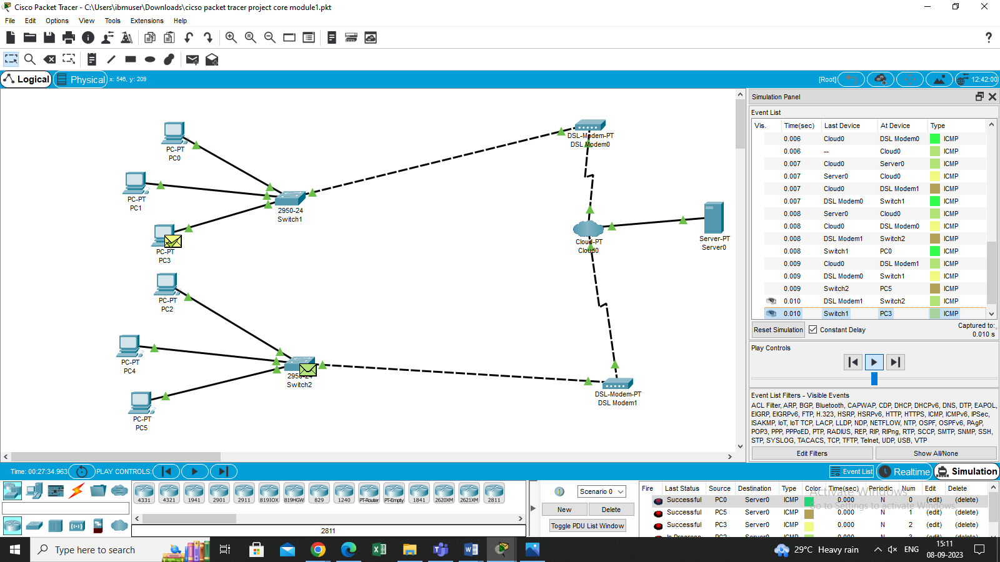 Cisco Packet Tracer - C:\Users\ibmuser\Downloads\cicso packet tracer project core module1.pkt
File Edit Options View Tools Extensions Help
?
Logical Physical x: 546, y: 209 [Root] 12:42:00
PC-PT
PC0
PC-PT
PC1
PC-PT
PC3
PC-PT
PC2
PC-PT
PC4
PC-PT
PC5
2950-24
Switch1
2950-24
Switch2
DSL-Modem-PT
DSL Modem0
Cloud-PT
Cloud0
Server-PT
Server0
DSL-Modem-PT
DSL Modem1
Simulation Panel
Event List
Vis. Time(sec) Last Device At Device Type
0.006 Cloud0 DSL Modem0 ICMP
0.006 -- Cloud0 ICMP
0.007 Cloud0 Server0 ICMP
0.007 Server0 Cloud0 ICMP
0.007 Cloud0 DSL Modem1 ICMP
0.007 DSL Modem0 Switch1 ICMP
0.008 Server0 Cloud0 ICMP
0.008 Cloud0 DSL Modem0 ICMP
0.008 DSL Modem1 Switch2 ICMP
0.008 Switch1 PC0 ICMP
0.009 Cloud0 DSL Modem1 ICMP
0.009 DSL Modem0 Switch1 ICMP
0.009 Switch2 PC5 ICMP
0.010 DSL Modem1 Switch2 ICMP
0.010 Switch1 PC3 ICMP
Reset Simulation Constant Delay Captured to:
0.010 s
Play Controls
Event List Filters - Visible Events
ACL Filter, ARP, BGP, Bluetooth, CAPWAP, CDP, DHCP, DHCPv6, DNS, DTP, EAPOL,
EIGRP, EIGRPv6, FTP, H.323, HSRP, HSRPv6, HTTP, HTTPS, ICMP, ICMPv6, IPSec,
ISAKMP, IoT, IoT TCP, LACP, LLDP, NDP, NETFLOW, NTP, OSPF, OSPFv6, PAgP,
POP3, PPP, PPPoED, PTP, RADIUS, REP, RIP, RIPng, RTP, SCCP, SMTP, SNMP, SSH,
STP, SYSLOG, TACACS, TCP, TFTP, Telnet, UDP, USB, VTP
Edit Filters Show All/None
Time: 00:27:34.963 PLAY CONTROLS: Event List Realtime Simulation
4331 4321 1941 2901 2911 819IOX 819HGW 829 1240 PT-Router PT-Empty 1841 2620XM 2621XM 2811
2811
Scenario 0
New Delete
Toggle PDU List Window
Fire Last Status Source Destination Type Color Time(sec) Periodic Num Edit Delete
Successful PC0 Server0 ICMP 0.000 N 0 (edit) (delete)
Successful PC5 Server0 ICMP 0.000 N 1 (edit) (delete)
Successful PC3 Server0 ICMP 0.000 N 2 (edit) (delete)
In Progress PC2 Server0 ICMP 0.000 N 3 (edit) (delete)
Activate Windows
Go to Settings to activate Windows.
Type here to search
29°C Heavy rain ENG 15:11
08-09-2023